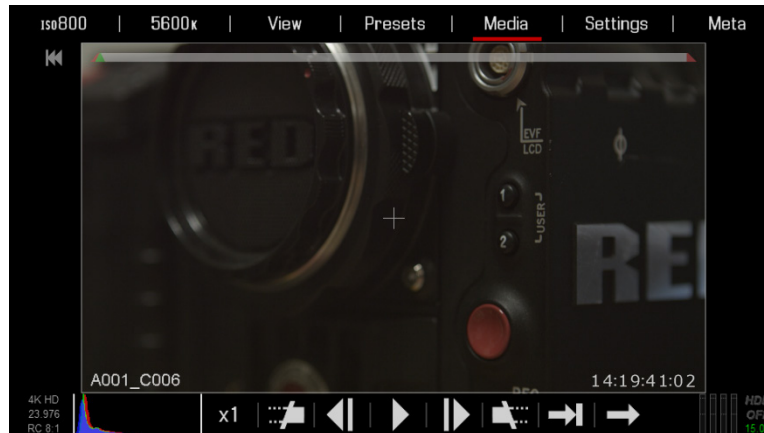 ISO800 | 5600K | View | Presets | Media | Settings | Meta
RED
EVF
LCD
1
2
USER
RE
A001_C006
14:19:41:02
4K HD
23.976
RC 8:1
x1